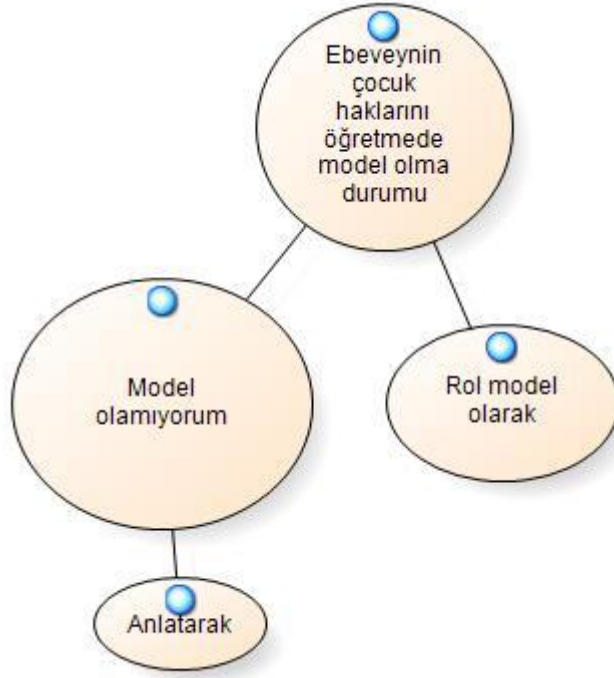 Ebeveynin
çocuk
haklarını
öğretmede
model olma
durumu
Model
olamıyorum
Rol model
olarak
Anlatarak